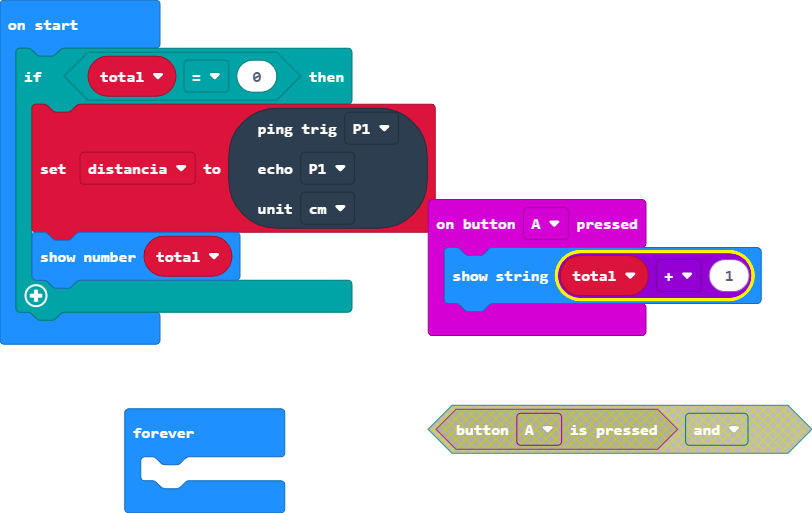 on start
if total = 0 then
set distancia to ping trig P1
echo P1
unit cm
show number total
on button A pressed
show string total + 1
forever
button A is pressed and